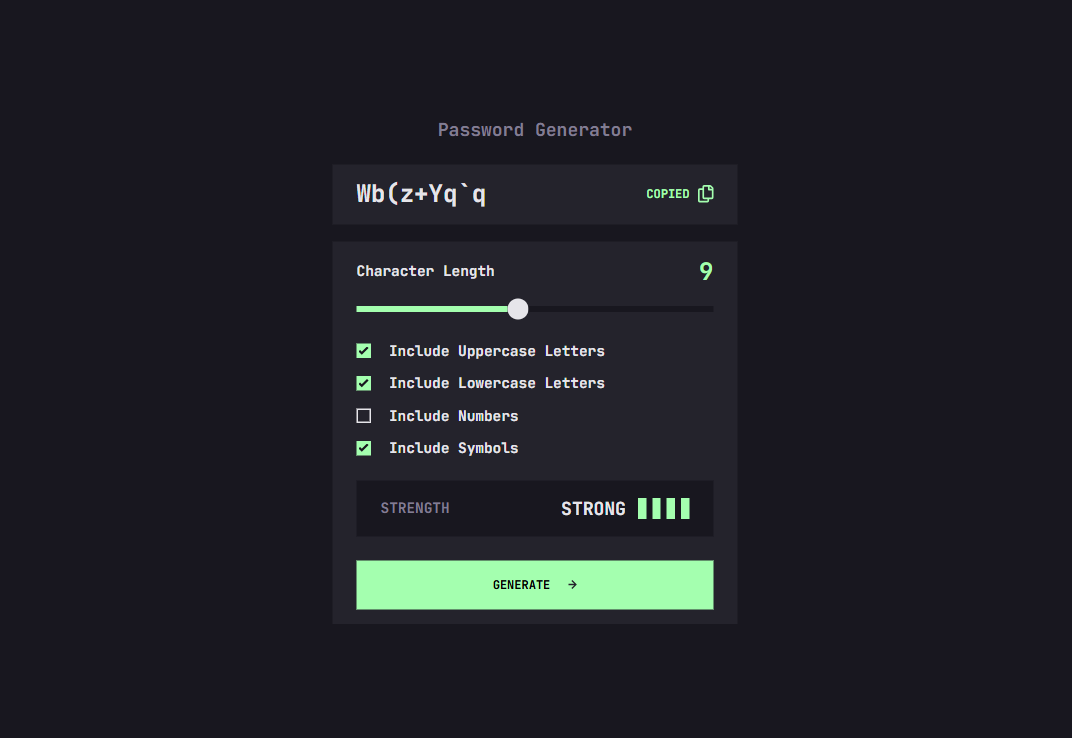 Password Generator
Wb(z+Yq`q COPIED
Character Length 9
Include Uppercase Letters
Include Lowercase Letters
Include Numbers
Include Symbols
STRENGTH STRONG
GENERATE →